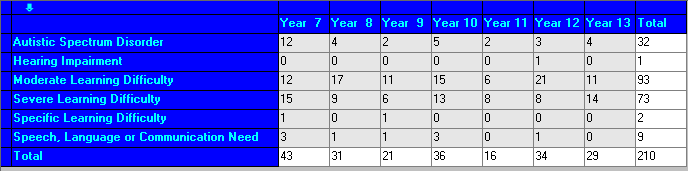 Year 7 Year 8 Year 9 Year 10 Year 11 Year 12 Year 13 Total
Autistic Spectrum Disorder 12 4 2 5 2 3 4 32
Hearing Impairment 0 0 0 0 0 1 0 1
Moderate Learning Difficulty 12 17 11 15 6 21 11 93
Severe Learning Difficulty 15 9 6 13 8 8 14 73
Specific Learning Difficulty 1 0 1 0 0 0 0 2
Speech, Language or Communication Need 3 1 1 3 0 1 0 9
Total 43 31 21 36 16 34 29 210